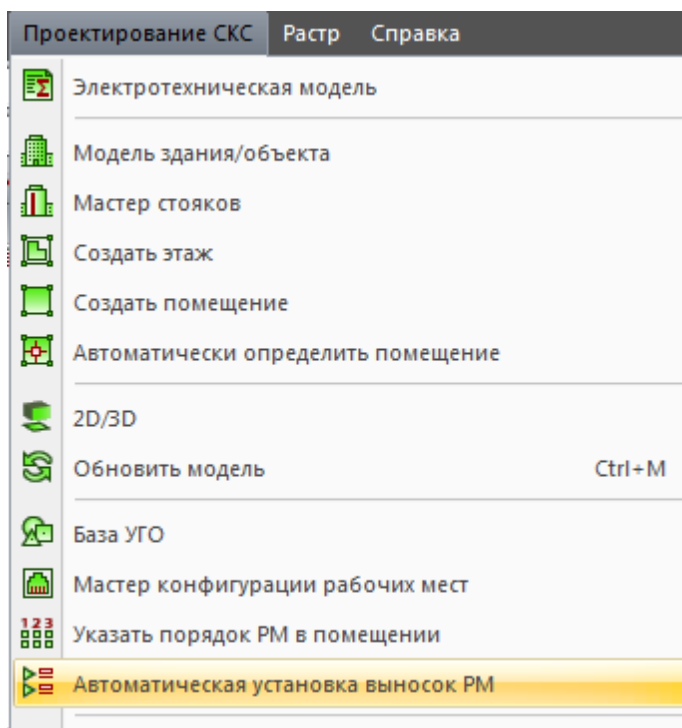 Проектирование СКС Растр Справка
Электротехническая модель
Модель здания/объекта
Мастер стояков
Создать этаж
Создать помещение
Автоматически определить помещение
2D/3D
Обновить модель Ctrl+M
База УГО
Мастер конфигурации рабочих мест
123 Указать порядок РМ в помещении
Автоматическая установка выносок РМ